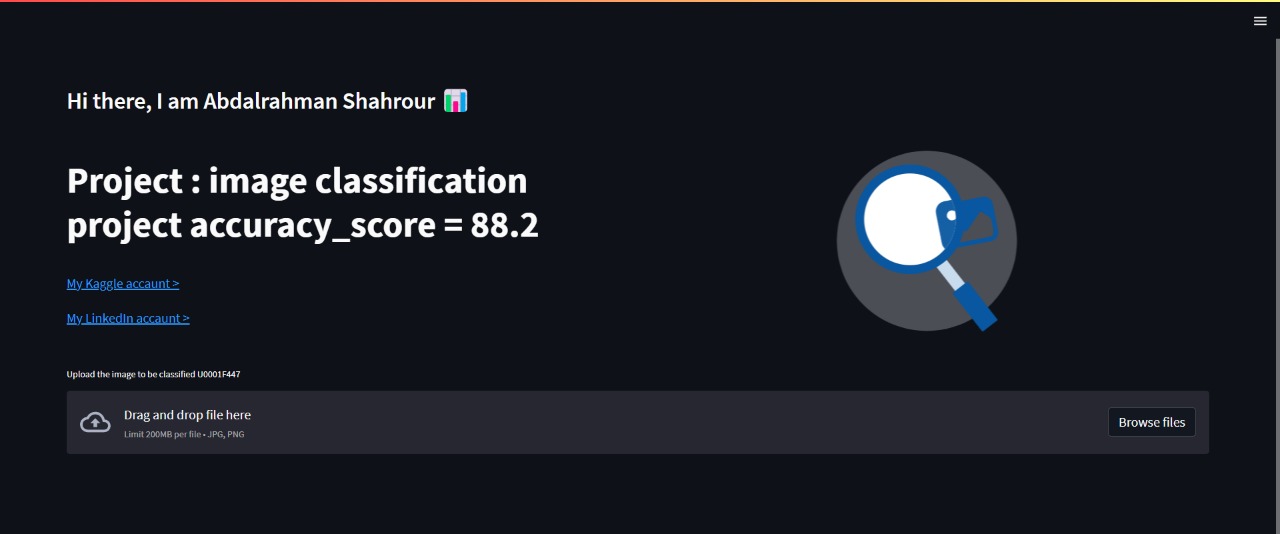 Hi there, I am Abdalrahman Shahrour 📊
Project : image classification
project accuracy_score = 88.2
My Kaggle accaunt >
My LinkedIn accaunt >
Upload the image to be classified U0001F447
Drag and drop file here
Limit 200MB per file • JPG, PNG
Browse files